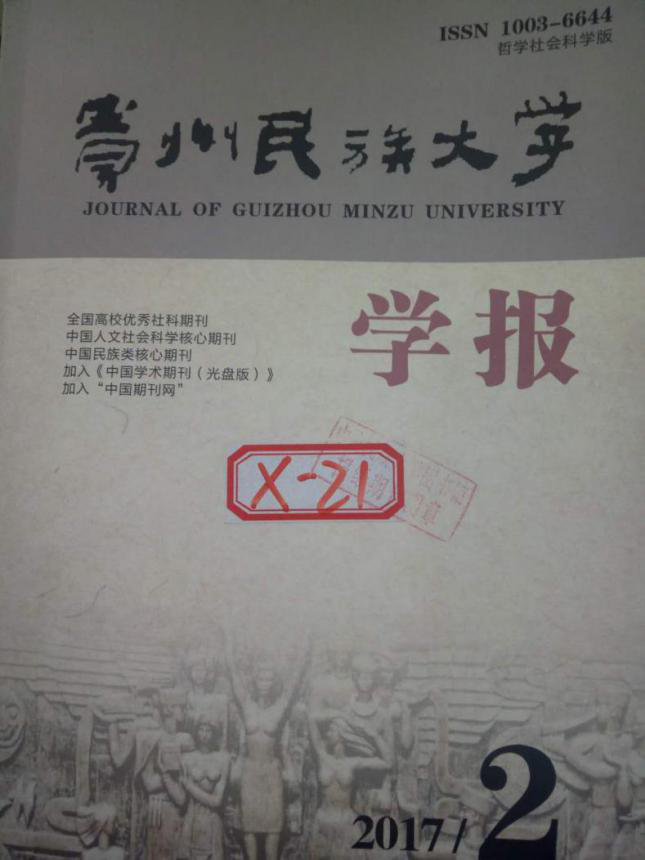 ISSN 1003-6644
哲学社会科学版
贵州民族大学
JOURNAL OF GUIZHOU MINZU UNIVERSITY
学报
全国高校优秀社科期刊
中国人文社会科学核心期刊
中国民族类核心期刊
加入《中国学术期刊(光盘版)》
加入“中国期刊网”
X-21
2017/2